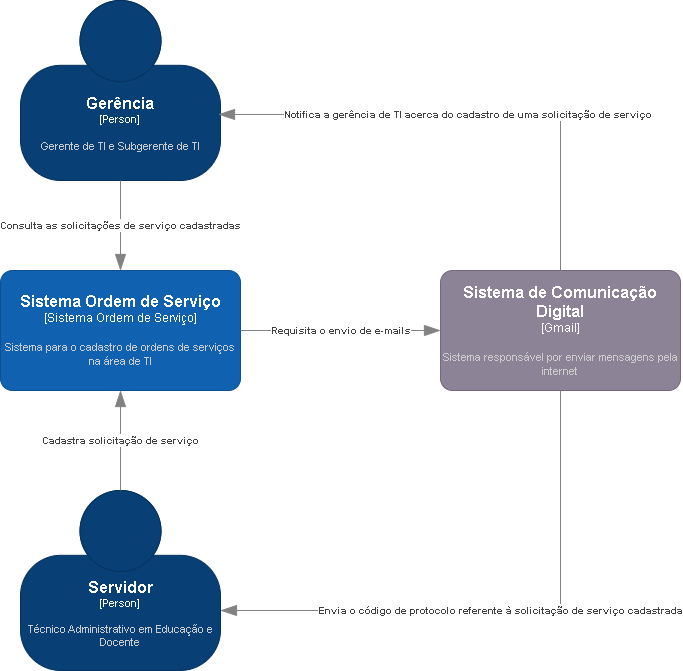 Gerência
[Person]
Gerente de TI e Subgerente de TI
Notifica a gerência de TI acerca do cadastro de uma solicitação de serviço
Consulta as solicitações de serviço cadastradas
Sistema Ordem de Serviço
[Sistema Ordem de Serviço]
Sistema para o cadastro de ordens de serviços
na área de TI
Requisita o envio de e-mails
Sistema de Comunicação
Digital
[Gmail]
Sistema responsável por enviar mensagens pela
internet
Cadastra solicitação de serviço
Servidor
[Person]
Técnico Administrativo em Educação e
Docente
Envia o código de protocolo referente à solicitação de serviço cadastrada